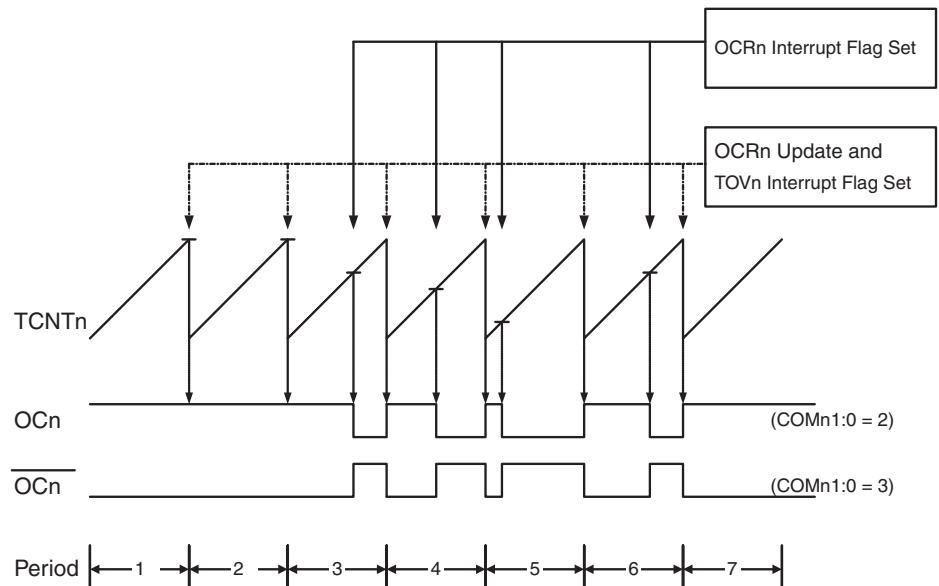 OCRn Interrupt Flag Set
OCRn Update and
TOVn Interrupt Flag Set
TCNTn
OCn
(COMn1:0 = 2)
OCn
(COMn1:0 = 3)
Period
1
2
3
4
5
6
7